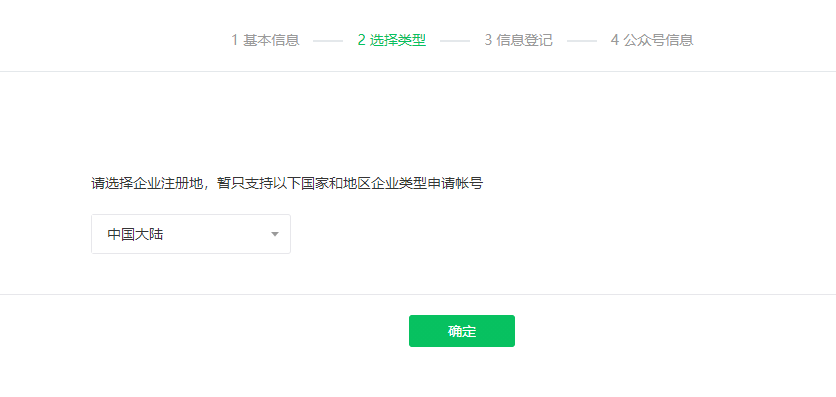 1 基本信息 2 选择类型 3 信息登记 4 公众号信息
请选择企业注册地，暂只支持以下国家和地区企业类型申请帐号
中国大陆
确定